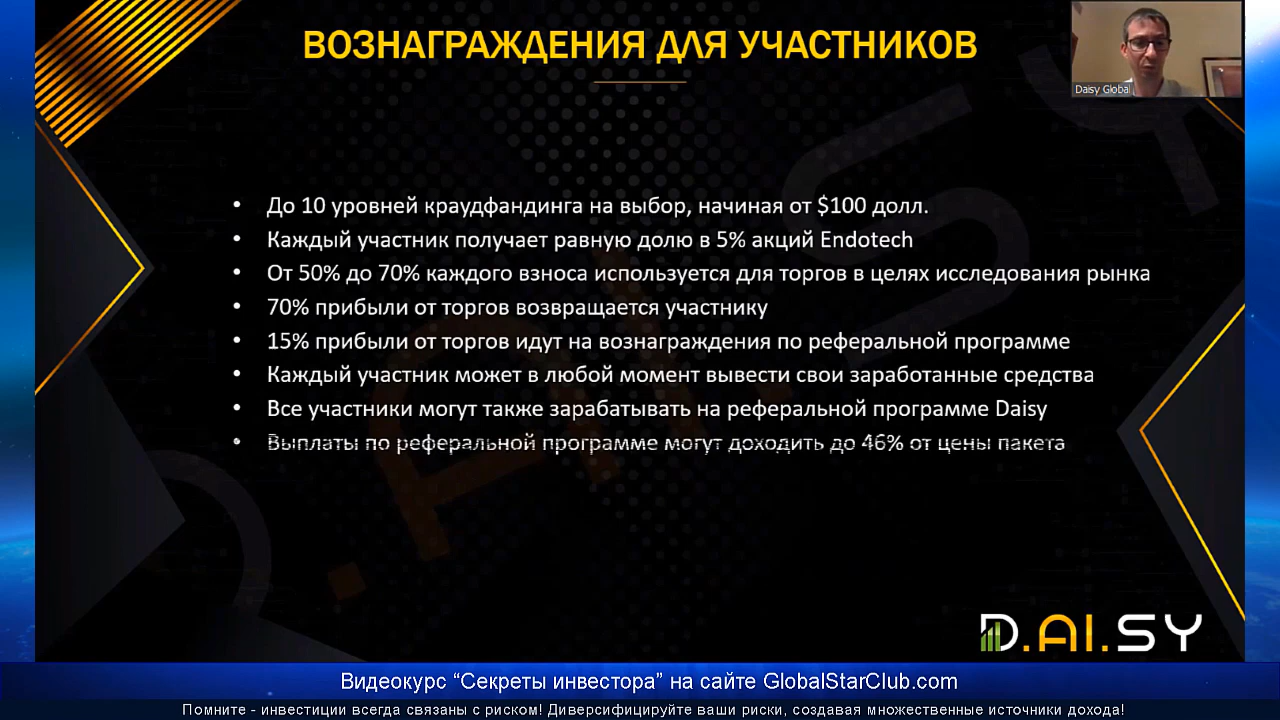 ВОЗНАГРАЖДЕНИЯ ДЛЯ УЧАСТНИКОВ
Daisy Global
• До 10 уровней краудфандинга на выбор, начиная от $100 долл.
• Каждый участник получает равную долю в 5% акций Endotech
• От 50% до 70% каждого взноса используется для торгов в целях исследования рынка
• 70% прибыли от торгов возвращается участнику
• 15% прибыли от торгов идут на вознаграждения по реферальной программе
• Каждый участник может в любой момент вывести свои заработанные средства
• Все участники могут также зарабатывать на реферальной программе Daisy
• Выплаты по реферальной программе могут доходить до 46% от цены пакета
D.AI.SY
Видеокурс “Секреты инвестора” на сайте GlobalStarClub.com
Помните - инвестиции всегда связаны с риском! Диверсифицируйте ваши риски, создавая множественные источники дохода!